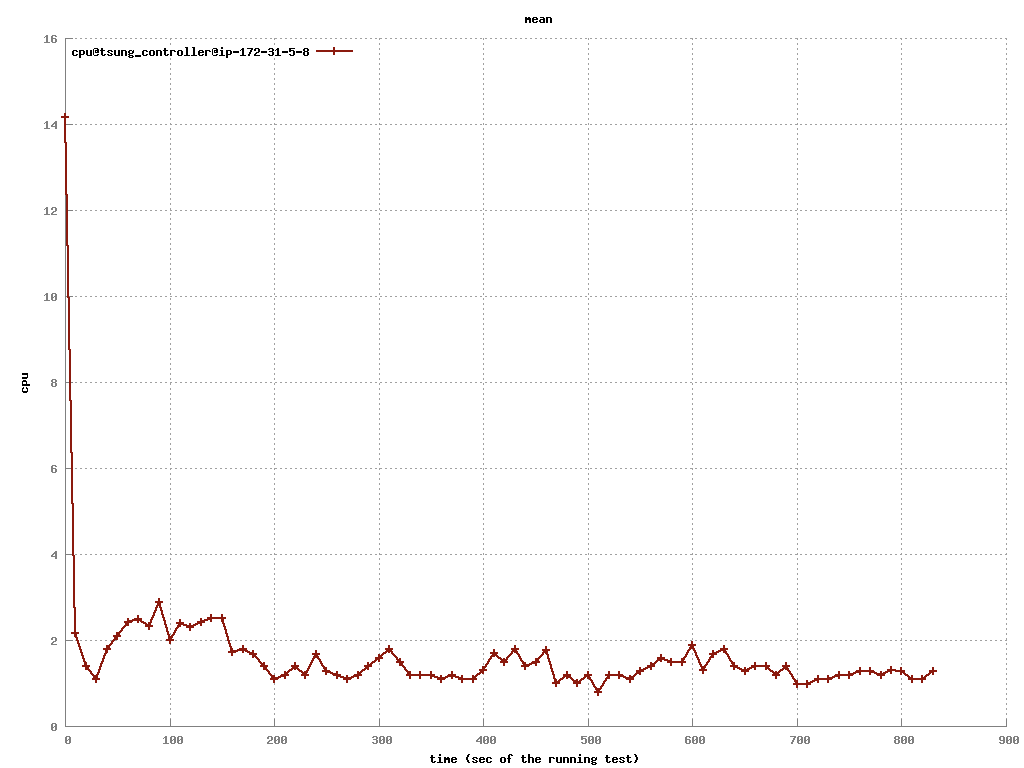 mean
cpu@tsung_controller@ip-172-31-5-8
16
14
12
10
8
6
4
2
0
cpu
0 100 200 300 400 500 600 700 800 900
time (sec of the running test)